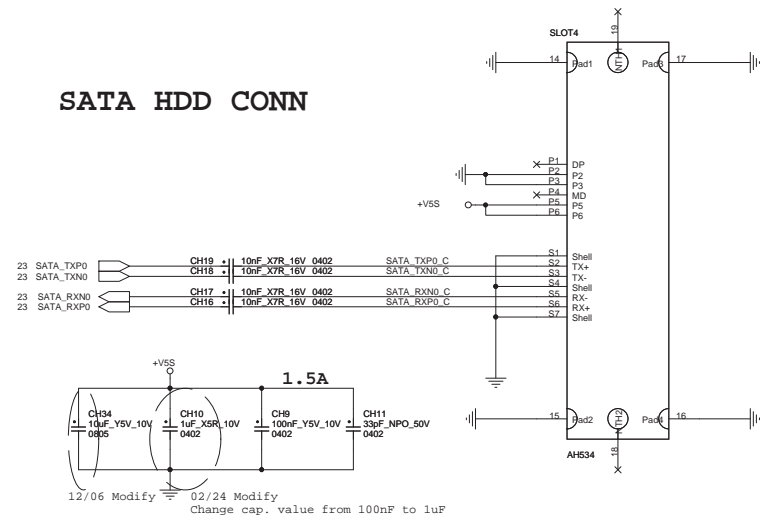 SLOT4
19
NTH1
14 Pad1 Pad3 17
SATA HDD CONN
P1 DP
P2 P2
P3 P3
P4 MD
+V5S P5 P5
P6 P6
S1 Shell
23 SATA_TXP0 CH19 10nF_X7R_16V 0402 SATA_TXP0_C S2 TX+
23 SATA_TXN0 CH18 10nF_X7R_16V 0402 SATA_TXN0_C S3 TX-
S4 Shell
23 SATA_RXN0 CH17 10nF_X7R_16V 0402 SATA_RXN0_C S5 RX-
23 SATA_RXP0 CH16 10nF_X7R_16V 0402 SATA_RXP0_C S6 RX+
S7 Shell
+V5S
1.5A
CH34 CH10 CH9 CH11
10uF_Y5V_10V 1uF_X5R_10V 100nF_Y5V_10V 33pF_NPO_50V
0805 0402 0402 0402
15 Pad2 Pad4 16
NTH2
18
AH534
12/06 Modify 02/24 Modify
Change cap. value from 100nF to 1uF